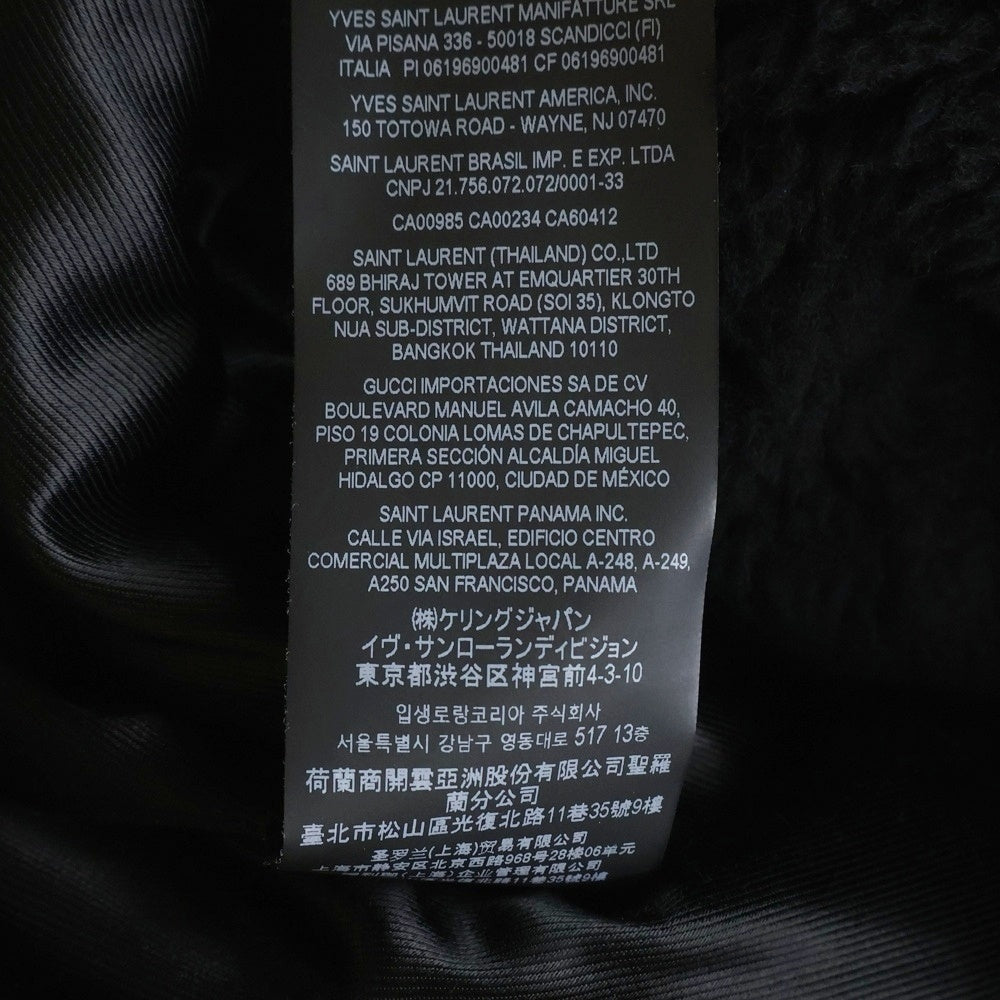 YVES SAINT LAURENT MANIFATTURE SRL
VIA PISANA 336 - 50018 SCANDICCI (FI)
ITALIA PI 06196900481 CF 06196900481
YVES SAINT LAURENT AMERICA, INC.
150 TOTOWA ROAD - WAYNE, NJ 07470
SAINT LAURENT BRASIL IMP. E EXP. LTDA
CNPJ 21.756.072.072/0001-33
CA00985 CA00234 CA60412
SAINT LAURENT (THAILAND) CO.,LTD
689 BHIRAJ TOWER AT EMQUARTIER 30TH
FLOOR, SUKHUMVIT ROAD (SOI 35), KLONGTO
NUA SUB-DISTRICT, WATTANA DISTRICT,
BANGKOK THAILAND 10110
GUCCI IMPORTACIONES SA DE CV
BOULEVARD MANUEL AVILA CAMACHO 40,
PISO 19 COLONIA LOMAS DE CHAPULTEPEC,
PRIMERA SECCIÓN ALCALDÍA MIGUEL
HIDALGO CP 11000, CIUDAD DE MÉXICO
SAINT LAURENT PANAMA INC.
CALLE VIA ISRAEL, EDIFICIO CENTRO
COMERCIAL MULTIPLAZA LOCAL A-248, A-249,
A250 SAN FRANCISCO, PANAMA
㈱ケリングジャパン
イヴ・サンローランディビジョン
東京都渋谷区神宮前4-3-10
입생로랑코리아 주식회사
서울특별시 강남구 영동대로 517 13층
荷蘭商開雲亞洲股份有限公司聖羅
蘭分公司
臺北市松山區光復北路11巷35號9樓
圣罗兰(上海)贸易有限公司
上海市静安区北京西路968号28楼06单元
(上海)企业管理有限公司